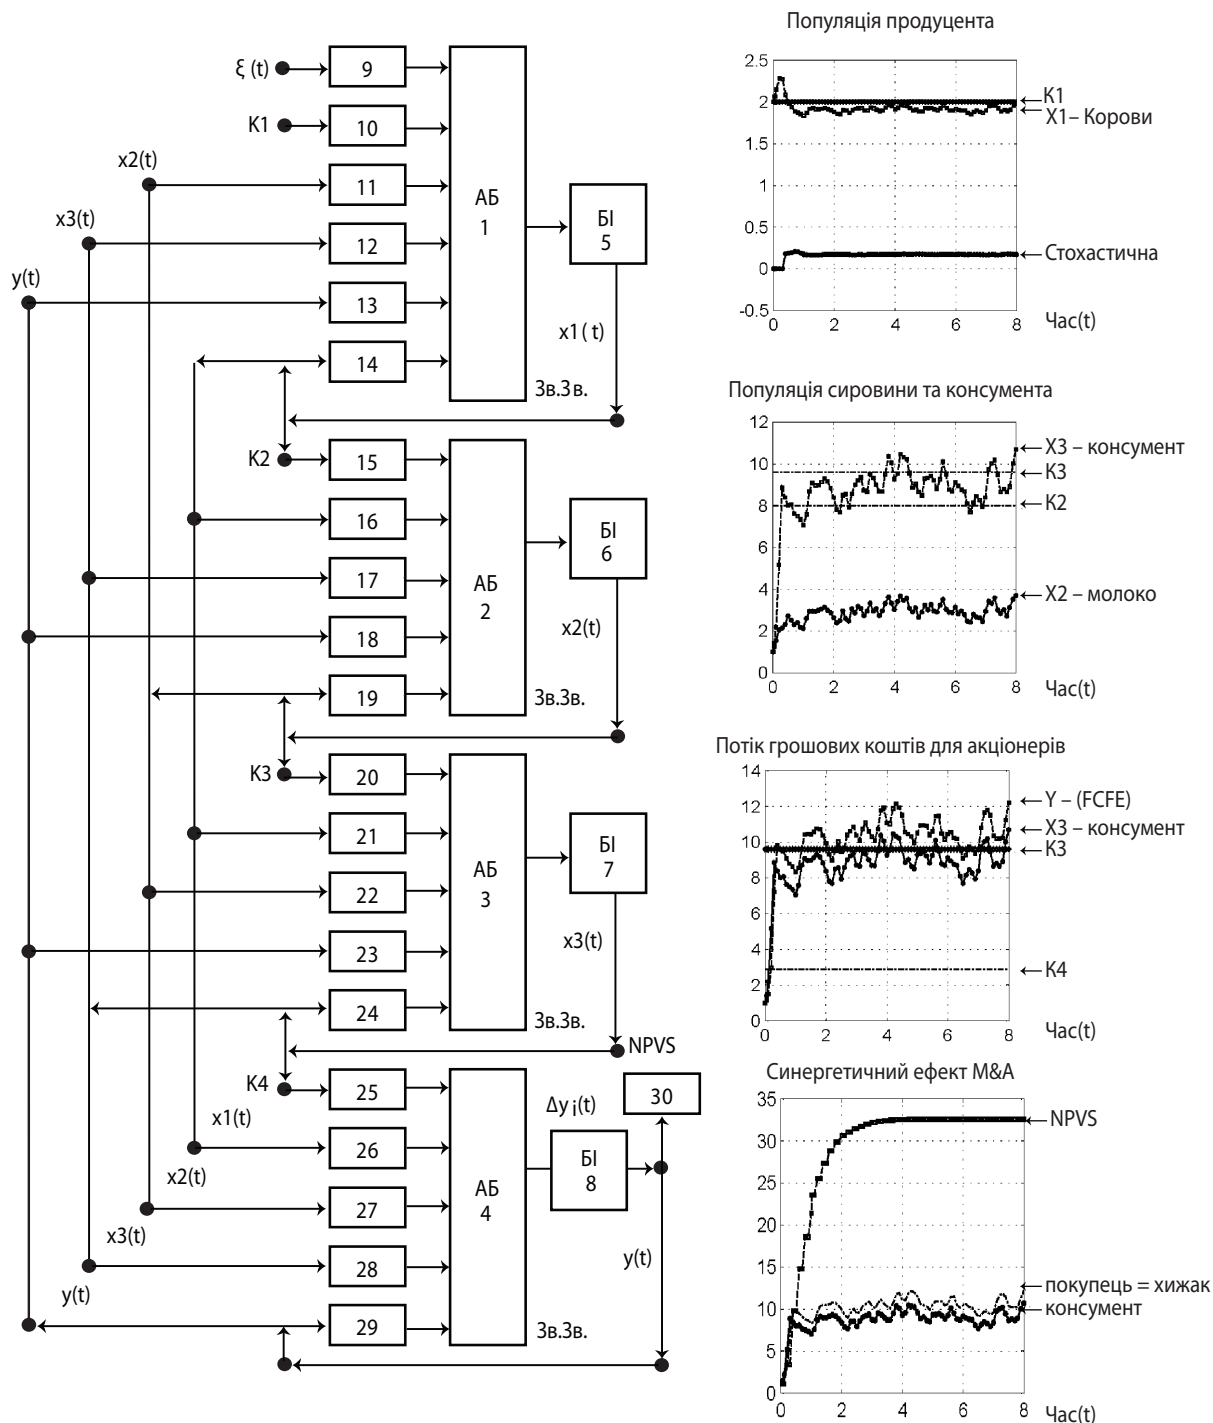 ξ (t)
K1
x2(t)
x3(t)
y(t)
9
10
11
12
13
14
АБ
1
БІ
5
x1( t)
Зв.Зв.
K2
15
16
17
18
19
АБ
2
БІ
6
x2(t)
Зв.Зв.
K3
20
21
22
23
24
АБ
3
БІ
7
x3(t)
Зв.Зв.
NPVS
K4
x1(t)
x2(t)
x3(t)
y(t)
25
26
27
28
29
АБ
4
Δy i(t)
БІ
8
30
y(t)
Зв.Зв.
Популяція продуцента
2.5
2
1.5
1
0.5
0
-0.5
0 2 4 6 8
K1
X1– Корови
Стохастична
Час(t)
Популяція сировини та консумента
12
10
8
6
4
2
0
0 2 4 6 8
X3 – консумент
K3
K2
X2 – молоко
Час(t)
Потік грошових коштів для акціонерів
14
12
10
8
6
4
2
0
0 2 4 6 8
Y – (FCFE)
X3 – консумент
K3
K4
Час(t)
Синергетичний ефект M&A
35
30
25
20
15
10
5
0
0 2 4 6 8
NPVS
покупець = хижак
консумент
Час(t)